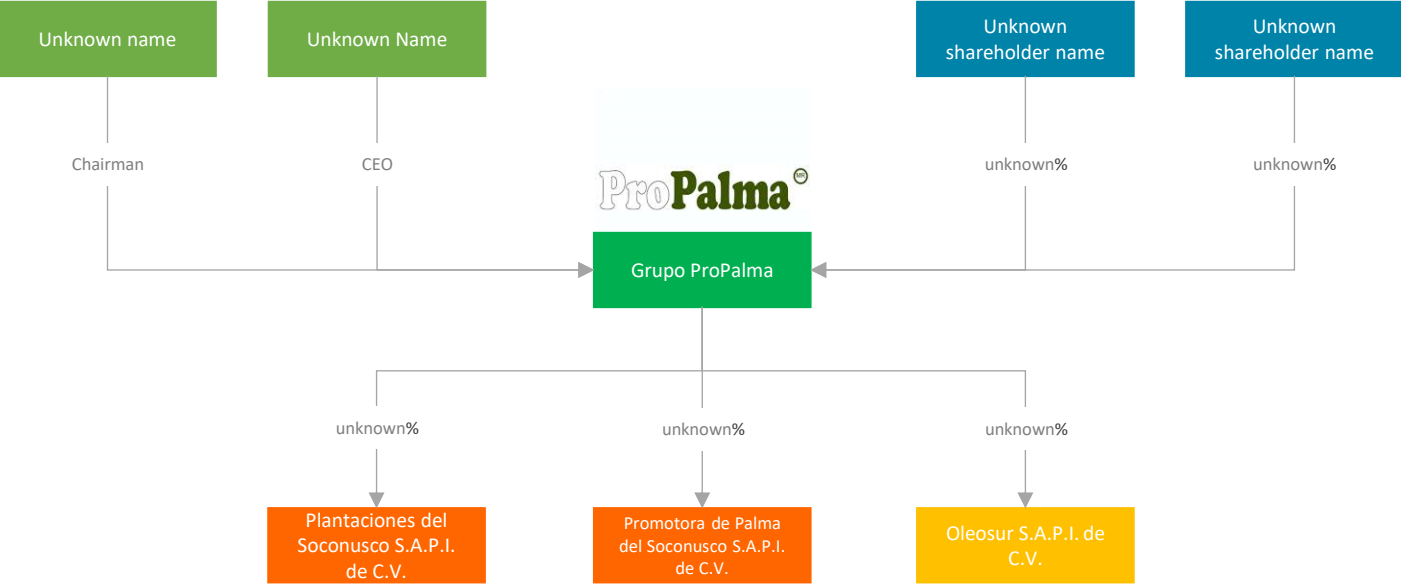 Unknown name
Unknown Name
Unknown
shareholder name
Unknown
shareholder name
Chairman
CEO
unknown%
unknown%
ProPalma MR
Grupo ProPalma
unknown%
unknown%
unknown%
Plantaciones del
Soconusco S.A.P.I.
de C.V.
Promotora de Palma
del Soconusco S.A.P.I.
de C.V.
Oleosur S.A.P.I. de
C.V.